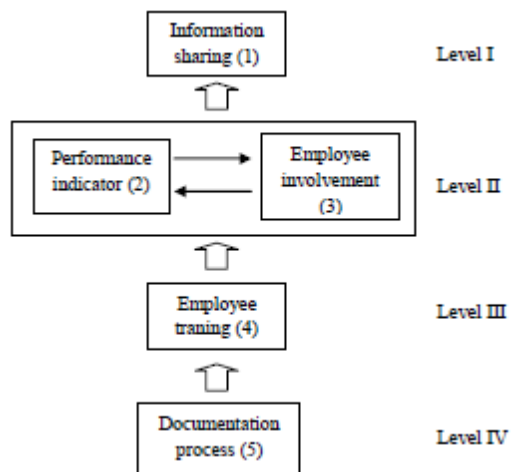 Information
sharing (1)
Level I
Performance
indicator (2)
Employee
involvement
(3)
Level II
Employee
traning (4)
Level III
Documentation
process (5)
Level IV